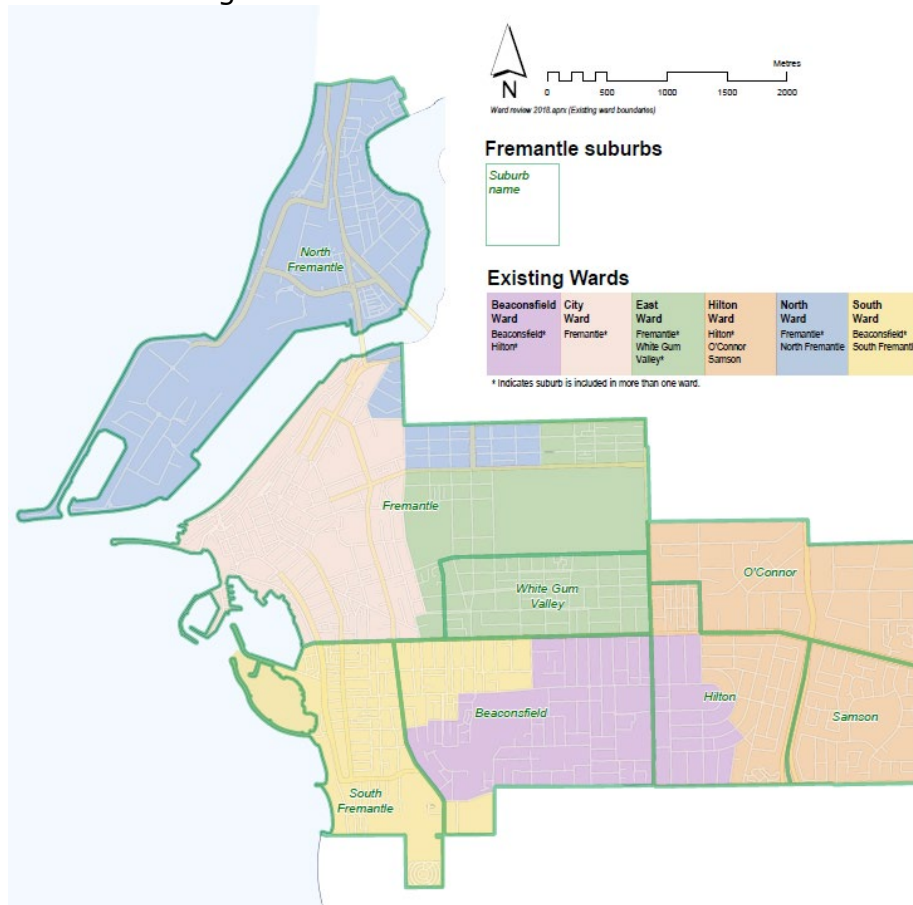 Metres
N
0 500 1000 1500 2000
Ward review 2018.aprx (Existing ward boundaries)
Fremantle suburbs
Suburb
name
Existing Wards
Beaconsfield
Ward
Beaconsfield*
Hilton*
City
Ward
Fremantle*
East
Ward
Fremantle*
White Gum
Valley*
Hilton
Ward
Hilton*
O'Connor
Samson
North
Ward
Fremantle*
North Fremantle
South
Ward
Beaconsfield*
* Indicates suburb is included in more than one ward.
North
Fremantle
Fremantle
White Gum
Valley
O'Connor
Beaconsfield
Hilton
Samson
South
Fremantle